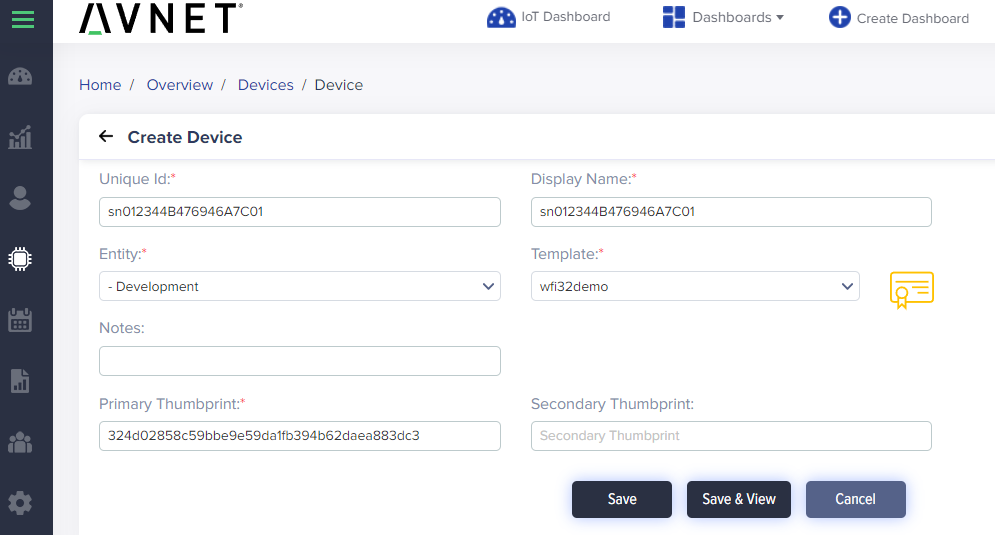 AVNET®
IoT Dashboard
Dashboards
Create Dashboard
Home / Overview / Devices / Device
Create Device
Unique Id:*
Display Name:*
sn012344B476946A7C01
sn012344B476946A7C01
Entity:*
Template:*
- Development
wfi32demo
Notes:
Primary Thumbprint:*
Secondary Thumbprint:
324d02858c59bbe9e59da1fb394b62daea883dc3
Secondary Thumbprint
Save
Save & View
Cancel